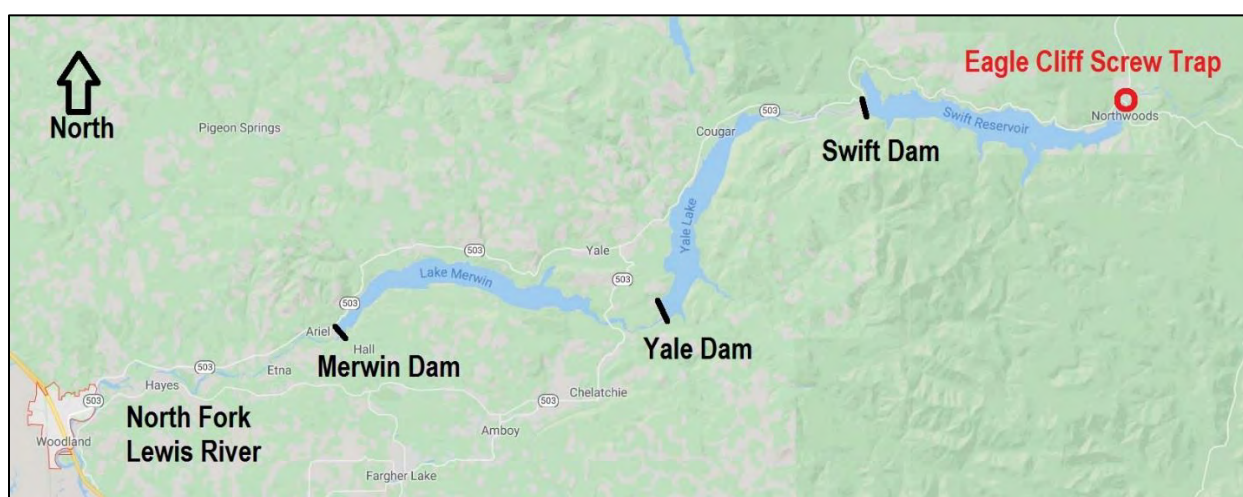 Eagle Cliff Screw Trap
North
Pigeon Springs
503
Cougar
Northwoods
Swift Reservoir
Swift Dam
503
Yale
Yale Lake
Lake Merwin
503
503
Ariel
Hall
Merwin Dam
Yale Dam
503
Etna
Hayes
Chelatchie
503
503
North Fork
Lewis River
Amboy
Woodland
Fargher Lake